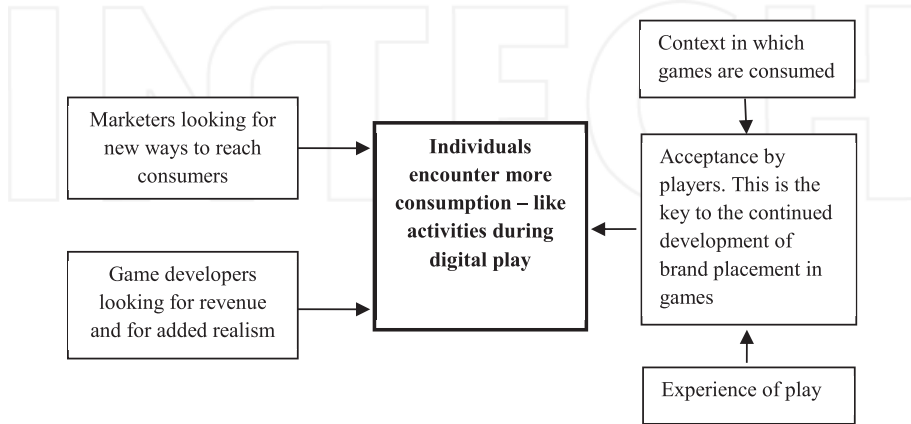 INTECH
Marketers looking for
new ways to reach
consumers
Game developers
looking for revenue
and for added realism
Individuals
encounter more
consumption – like
activities during
digital play
Context in which
games are consumed
Acceptance by
players. This is the
key to the continued
development of
brand placement in
games
Experience of play